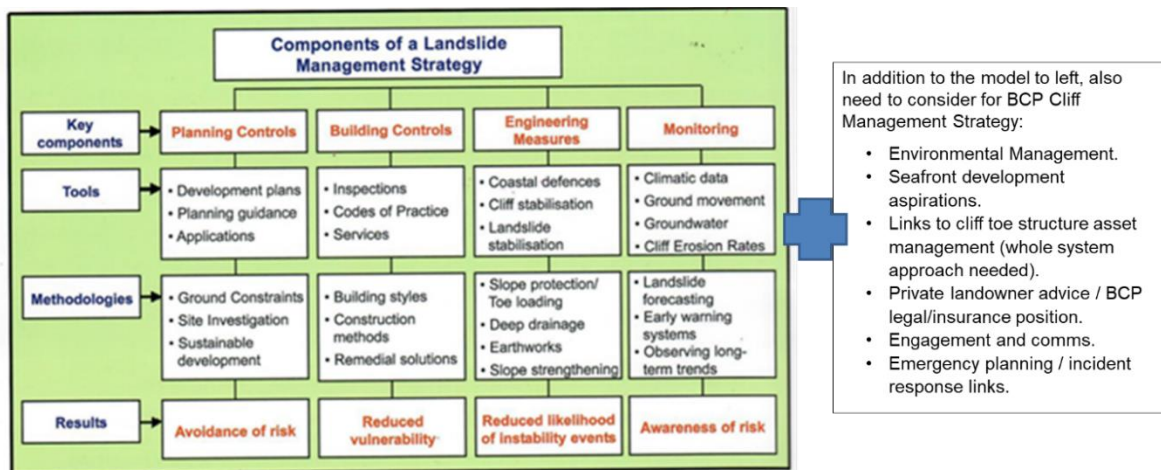 Components of a Landslide
Management Strategy
Key
components
Planning Controls
Building Controls
Engineering
Measures
Monitoring
Tools
• Development plans
• Planning guidance
• Applications
• Inspections
• Codes of Practice
• Services
• Coastal defences
• Cliff stabilisation
• Landslide
stabilisation
• Climatic data
• Ground movement
• Groundwater
• Cliff Erosion Rates
Methodologies
• Ground Constraints
• Site Investigation
• Sustainable
development
• Building styles
• Construction
methods
• Remedial solutions
• Slope protection/
Toe loading
• Deep drainage
• Earthworks
• Slope strengthening
• Landslide
forecasting
• Early warning
systems
• Observing long-
term trends
Results
Avoidance of risk
Reduced
vulnerability
Reduced likelihood
of instability events
Awareness of risk
In addition to the model to left, also
need to consider for BCP Cliff
Management Strategy:
• Environmental Management.
• Seafront development
aspirations.
• Links to cliff toe structure asset
management (whole system
approach needed).
• Private landowner advice / BCP
legal/insurance position.
• Engagement and comms.
• Emergency planning / incident
response links.